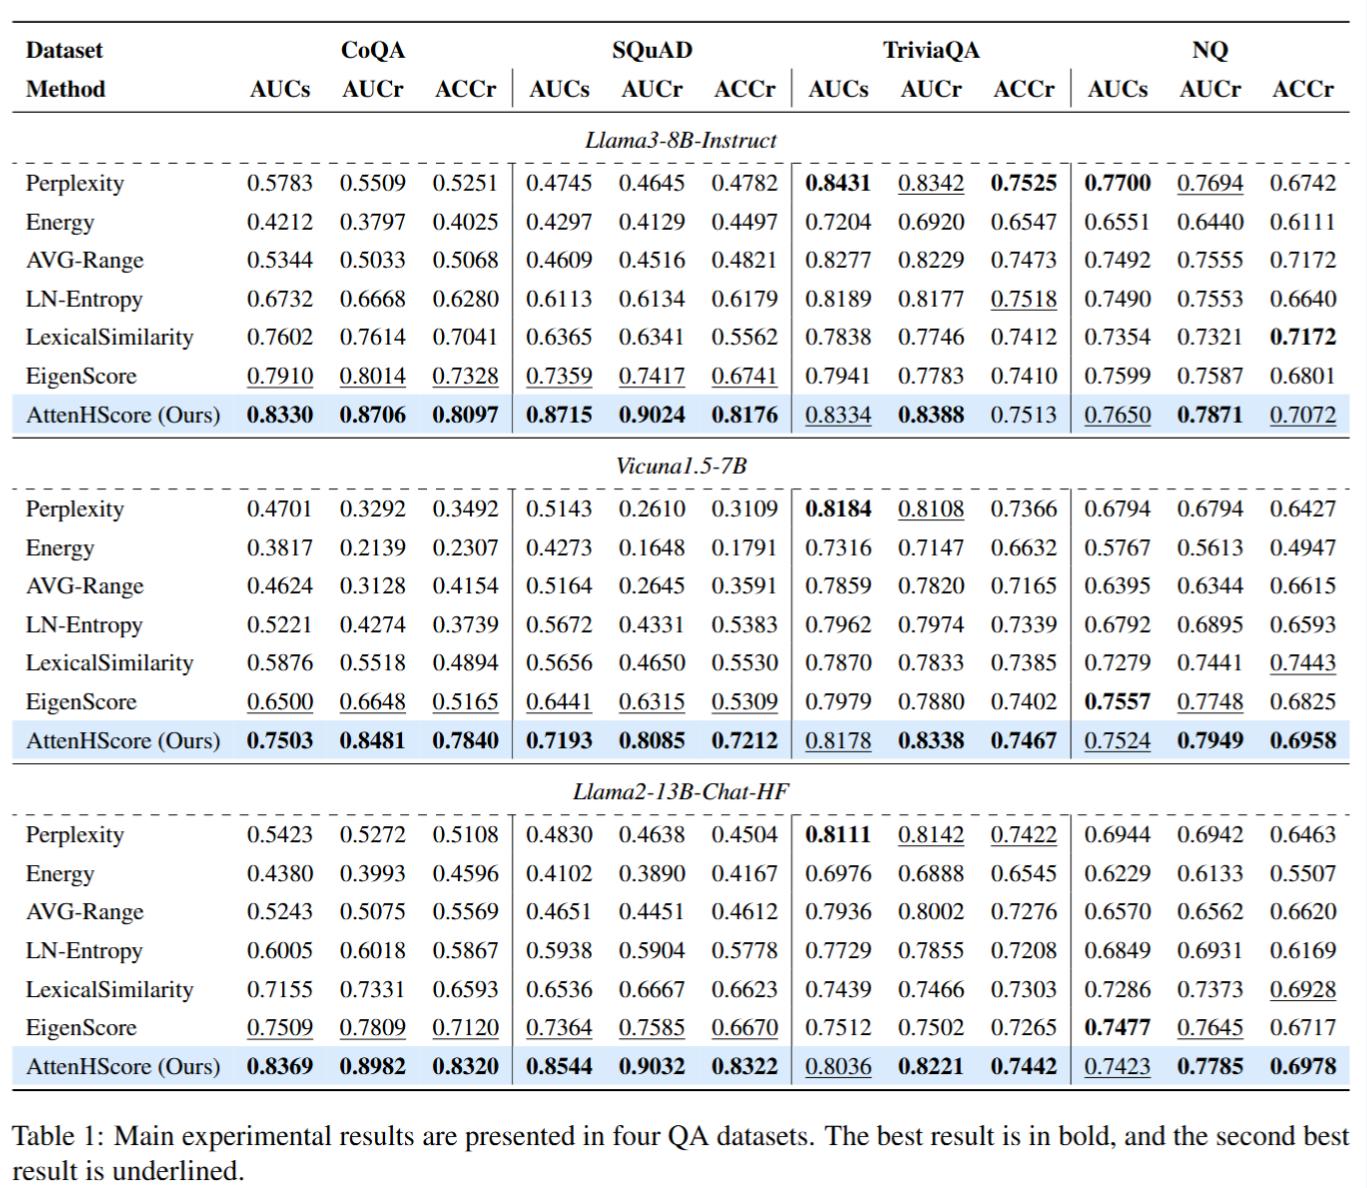 Dataset CoQA SQuAD TriviaQA NQ
Method AUCs AUCr ACCr AUCs AUCr ACCr AUCs AUCr ACCr AUCs AUCr ACCr
Llama3-8B-Instruct
Perplexity 0.5783 0.5509 0.5251 0.4745 0.4645 0.4782 0.8431 0.8342 0.7525 0.7700 0.7694 0.6742
Energy 0.4212 0.3797 0.4025 0.4297 0.4129 0.4497 0.7204 0.6920 0.6547 0.6551 0.6440 0.6111
AVG-Range 0.5344 0.5033 0.5068 0.4609 0.4516 0.4821 0.8277 0.8229 0.7473 0.7492 0.7555 0.7172
LN-Entropy 0.6732 0.6668 0.6280 0.6113 0.6134 0.6179 0.8189 0.8177 0.7518 0.7490 0.7553 0.6640
LexicalSimilarity 0.7602 0.7614 0.7041 0.6365 0.6341 0.5562 0.7838 0.7746 0.7412 0.7354 0.7321 0.7172
EigenScore 0.7910 0.8014 0.7328 0.7359 0.7417 0.6741 0.7941 0.7783 0.7410 0.7599 0.7587 0.6801
AttenHScore (Ours) 0.8330 0.8706 0.8097 0.8715 0.9024 0.8176 0.8334 0.8388 0.7513 0.7650 0.7871 0.7072
Vicuna1.5-7B
Perplexity 0.4701 0.3292 0.3492 0.5143 0.2610 0.3109 0.8184 0.8108 0.7366 0.6794 0.6794 0.6427
Energy 0.3817 0.2139 0.2307 0.4273 0.1648 0.1791 0.7316 0.7147 0.6632 0.5767 0.5613 0.4947
AVG-Range 0.4624 0.3128 0.4154 0.5164 0.2645 0.3591 0.7859 0.7820 0.7165 0.6395 0.6344 0.6615
LN-Entropy 0.5221 0.4274 0.3739 0.5672 0.4331 0.5383 0.7962 0.7974 0.7339 0.6792 0.6895 0.6593
LexicalSimilarity 0.5876 0.5518 0.4894 0.5656 0.4650 0.5530 0.7870 0.7833 0.7385 0.7279 0.7441 0.7443
EigenScore 0.6500 0.6648 0.5165 0.6441 0.6315 0.5309 0.7979 0.7880 0.7402 0.7557 0.7748 0.6825
AttenHScore (Ours) 0.7503 0.8481 0.7840 0.7193 0.8085 0.7212 0.8178 0.8338 0.7467 0.7524 0.7949 0.6958
Llama2-13B-Chat-HF
Perplexity 0.5423 0.5272 0.5108 0.4830 0.4638 0.4504 0.8111 0.8142 0.7422 0.6944 0.6942 0.6463
Energy 0.4380 0.3993 0.4596 0.4102 0.3890 0.4167 0.6976 0.6888 0.6545 0.6229 0.6133 0.5507
AVG-Range 0.5243 0.5075 0.5569 0.4651 0.4451 0.4612 0.7936 0.8002 0.7276 0.6570 0.6562 0.6620
LN-Entropy 0.6005 0.6018 0.5867 0.5938 0.5904 0.5778 0.7729 0.7855 0.7208 0.6849 0.6931 0.6169
LexicalSimilarity 0.7155 0.7331 0.6593 0.6536 0.6667 0.6623 0.7439 0.7466 0.7303 0.7286 0.7373 0.6928
EigenScore 0.7509 0.7809 0.7120 0.7364 0.7585 0.6670 0.7512 0.7502 0.7265 0.7477 0.7645 0.6717
AttenHScore (Ours) 0.8369 0.8982 0.8320 0.8544 0.9032 0.8322 0.8036 0.8221 0.7442 0.7423 0.7785 0.6978
Table 1: Main experimental results are presented in four QA datasets. The best result is in bold, and the second best
result is underlined.